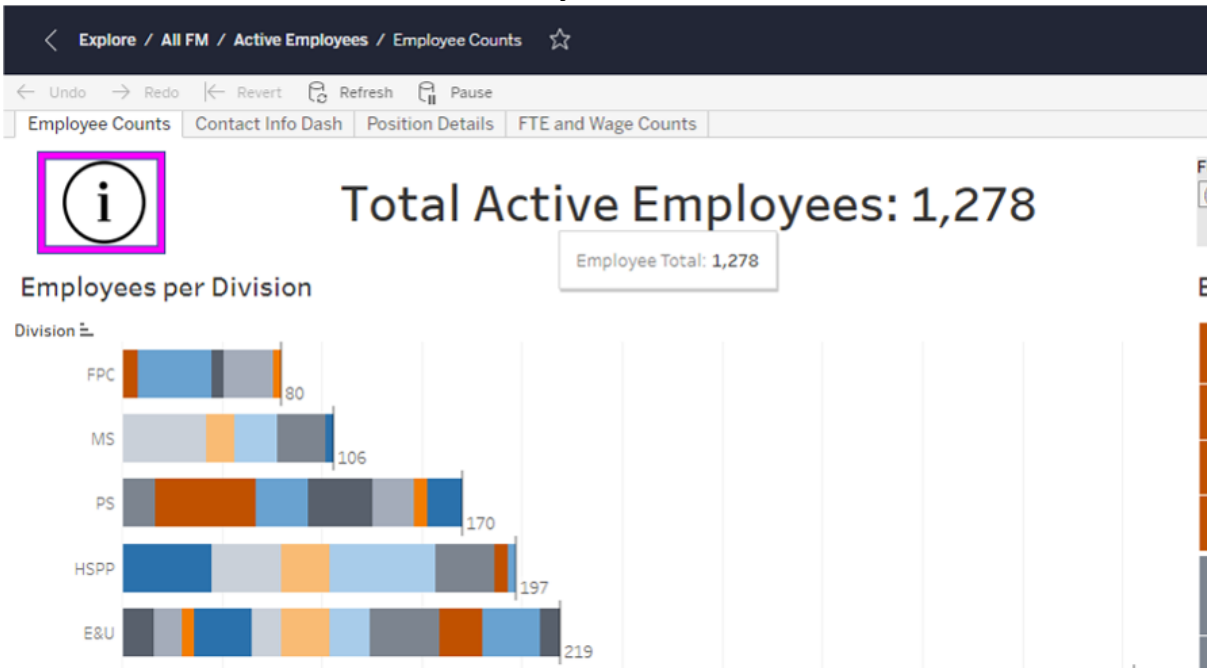 Explore / All FM / Active Employees / Employee Counts
Undo Redo Revert Refresh Pause
Employee Counts Contact Info Dash Position Details FTE and Wage Counts
i
Total Active Employees: 1,278
Employee Total: 1,278
Employees per Division
Division
FPC
80
MS
106
PS
170
HSPP
197
E&U
219